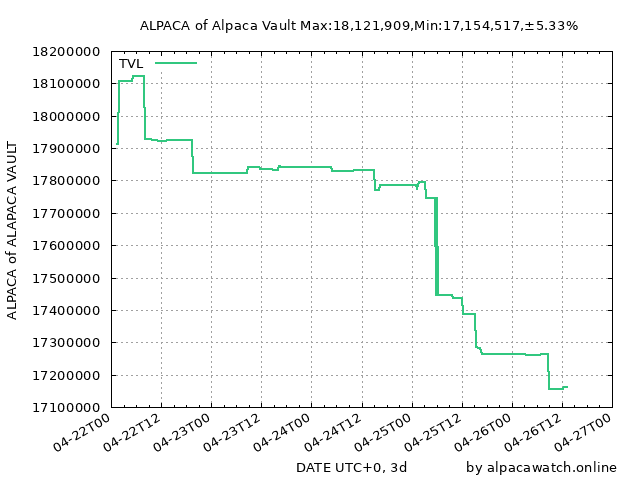 ALPACA of Alpaca Vault Max:18,121,909,Min:17,154,517,±5.33%
TVL
18200000
18100000
18000000
17900000
17800000
17700000
17600000
17500000
17400000
17300000
17200000
17100000
ALPACA of ALAPACA VAULT
04-22T00
04-22T12
04-23T00
04-23T12
04-24T00
04-24T12
04-25T00
04-25T12
04-26T00
04-26T12
04-27T00
DATE UTC+0, 3d
by alpacawatch.online